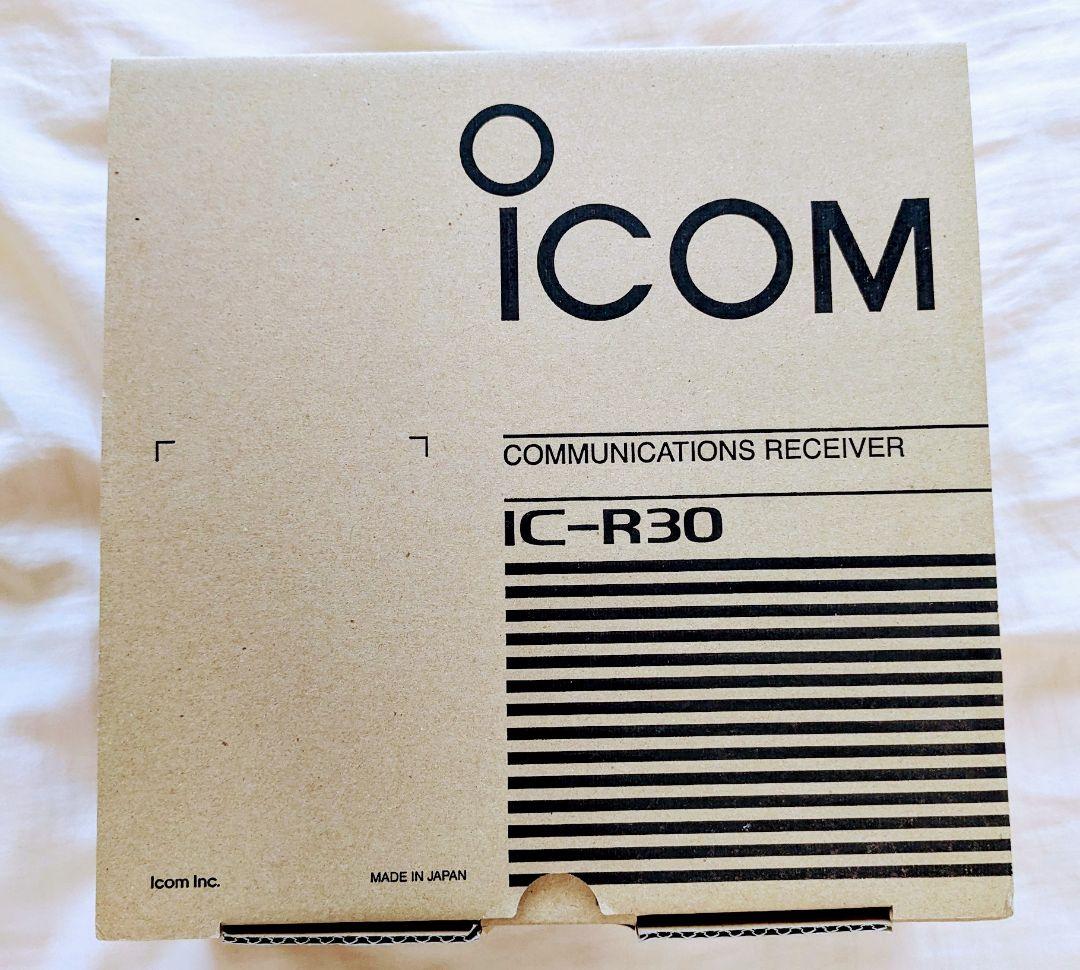 ICOM
COMMUNICATIONS RECEIVER
IC-R30
Icom Inc.
MADE IN JAPAN